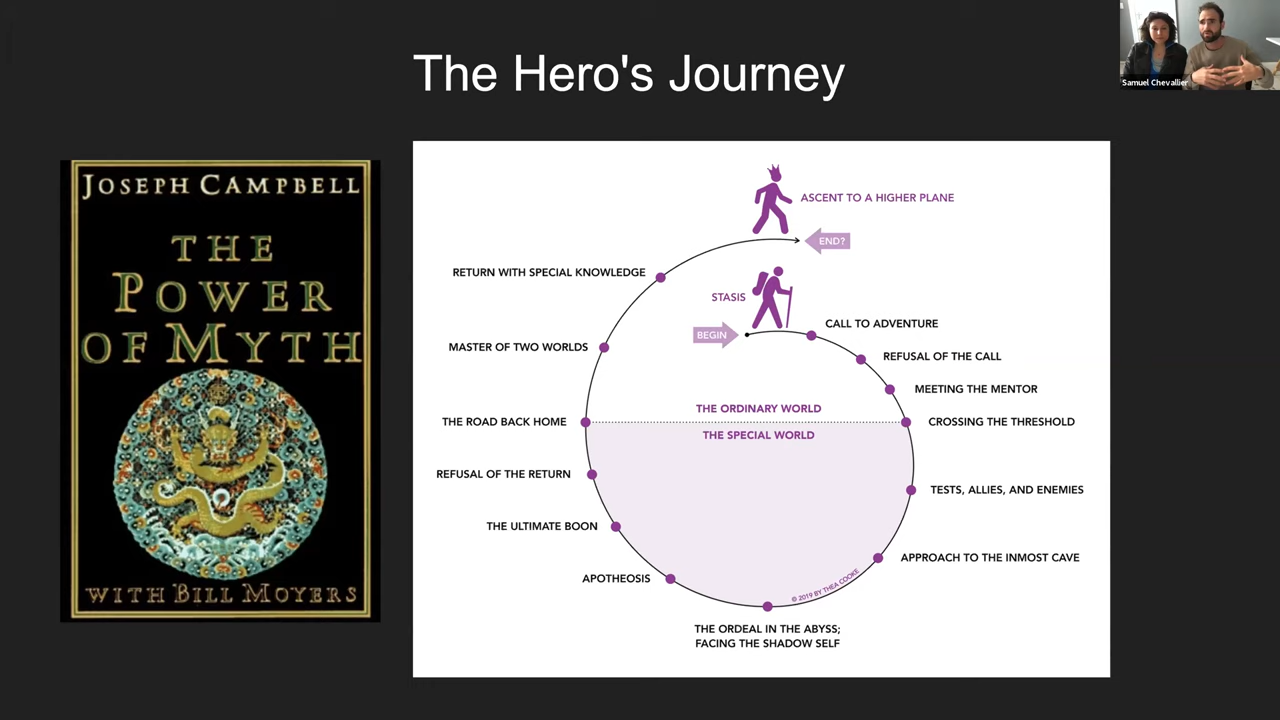 The Hero's Journey
Samuel Chevallier
JOSEPH CAMPBELL
THE
POWER
OF MYTH
WITH BILL MOYERS
ASCENT TO A HIGHER PLANE
END?
RETURN WITH SPECIAL KNOWLEDGE
STASIS
BEGIN
CALL TO ADVENTURE
MASTER OF TWO WORLDS
REFUSAL OF THE CALL
MEETING THE MENTOR
THE ORDINARY WORLD
THE ROAD BACK HOME
CROSSING THE THRESHOLD
THE SPECIAL WORLD
REFUSAL OF THE RETURN
TESTS, ALLIES, AND ENEMIES
THE ULTIMATE BOON
APPROACH TO THE INMOST CAVE
APOTHEOSIS
© 2019 BY THEA COOKE
THE ORDEAL IN THE ABYSS;
FACING THE SHADOW SELF